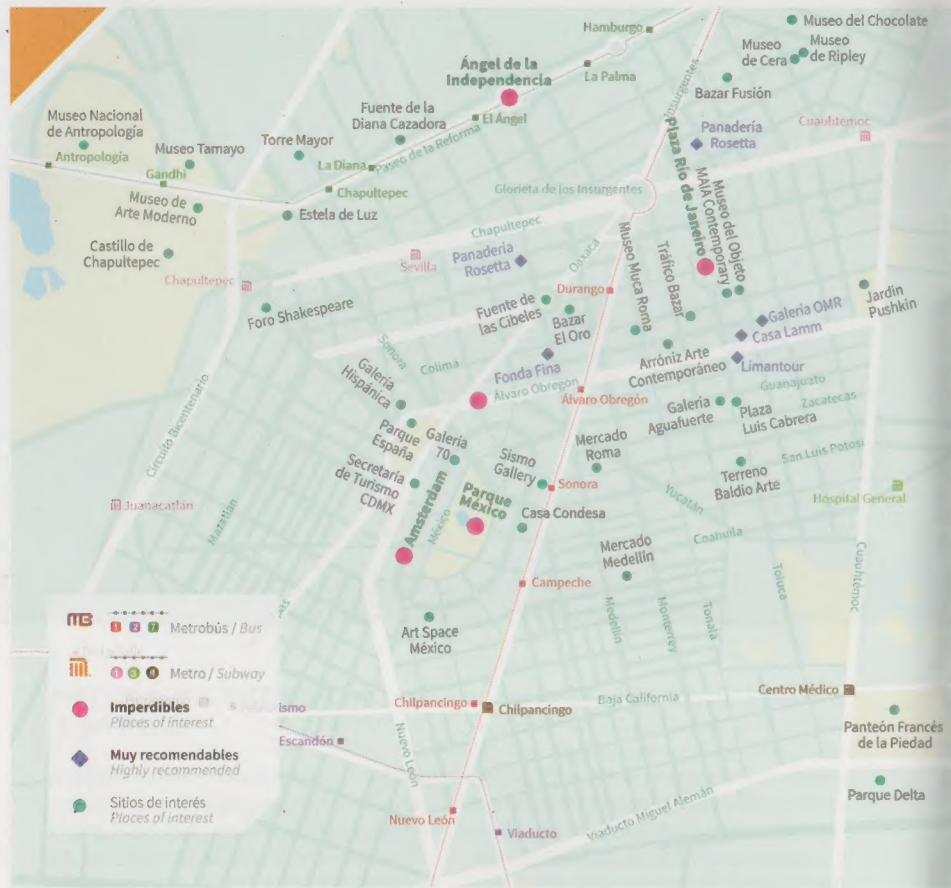 Museo del Chocolate
Hamburgo
Museo
de Cera
Museo
de Ripley
Ángel de la
Independencia
La Palma
Insurgentes
Bazar Fusión
Museo Nacional
de Antropología
Fuente de la
Diana Cazadora
El Ángel
Panadería
Rosetta
Cuauhtémoc
Torre Mayor
Paseo de la Reforma
Antropología
Museo Tamayo
La Diana
Plaza Río de Janeiro
Gandhi
Chapultepec
Glorieta de los Insurgentes
Museo de
Arte Moderno
Estela de Luz
Chapultepec
MAIA Contemporary
Museo del Objeto
Castillo de
Chapultepec
Sevilla
Panadería
Rosetta
Oaxaca
Museo Muca Roma
Tráfico Bazar
Chapultepec
Durango
Foro Shakespeare
Fuente de
las Cibeles
Bazar
El Oro
Galería OMR
Casa Lamm
Jardín
Pushkin
Sonora
Colima
Galería
Hispánica
Fonda Fina
Arróniz Arte
Contemporáneo
Limantour
Álvaro Obregón
Álvaro Obregón
Guanajuato
Zacatecas
Circuito Bicentenario
Parque
España
Galería
70
Galería
Aguafuerte
Plaza
Luis Cabrera
Mercado
Roma
Sismo
Gallery
San Luis Potosí
Secretaría
de Turismo
CDMX
Sonora
Terreno
Baldío Arte
Juanacatlán
Mazatlán
Amsterdam
México
Parque
México
Casa Condesa
Yucatán
Coahuila
Hospital General
Mercado
Medellín
Campeche
Toluca
Cuauhtémoc
Medellín
Monterrey
Tonalá
Art Space
México
MB
1 2 7
Metrobús / Bus
1 3 9
Metro / Subway
Imperdibles
Places of interest
Muy recomendables
Highly recommended
Sitios de interés
Places of interest
ismo
Chilpancingo
Chilpancingo
Baja California
Centro Médico
Escandón
Nuevo León
Panteón Francés
de la Piedad
Nuevo León
Viaducto
Viaducto Miguel Alemán
Parque Delta